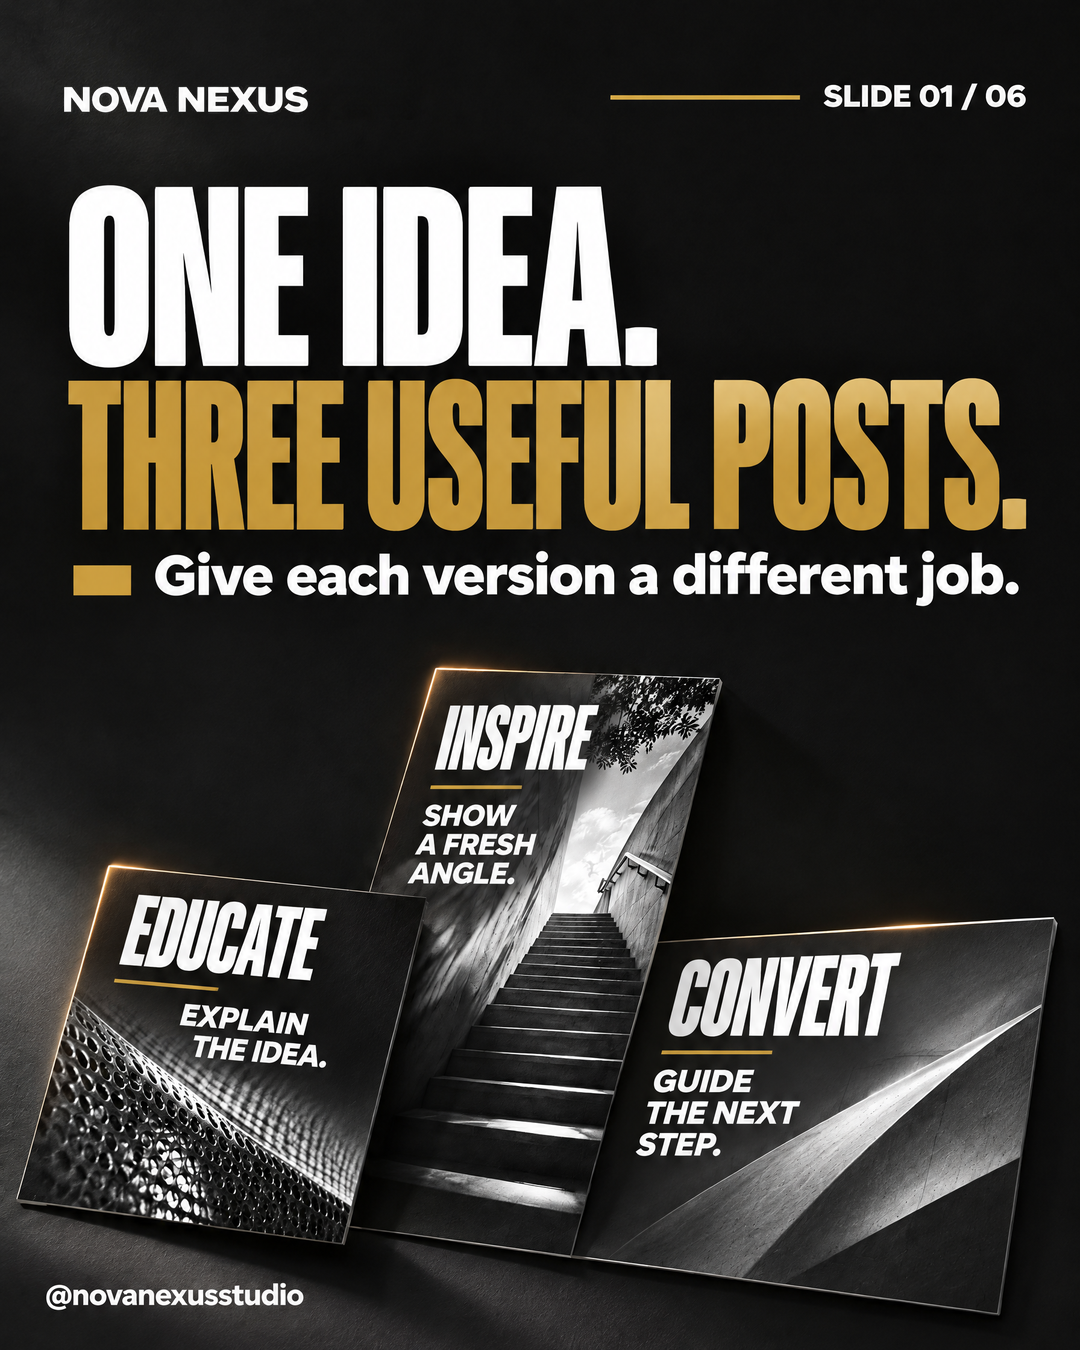 NOVA NEXUS
SLIDE 01 / 06
ONE IDEA.
THREE USEFUL POSTS.
Give each version a different job.
INSPIRE
SHOW
A FRESH
ANGLE.
EDUCATE
EXPLAIN
THE IDEA.
CONVERT
GUIDE
THE NEXT
STEP.
@novanexusstudio